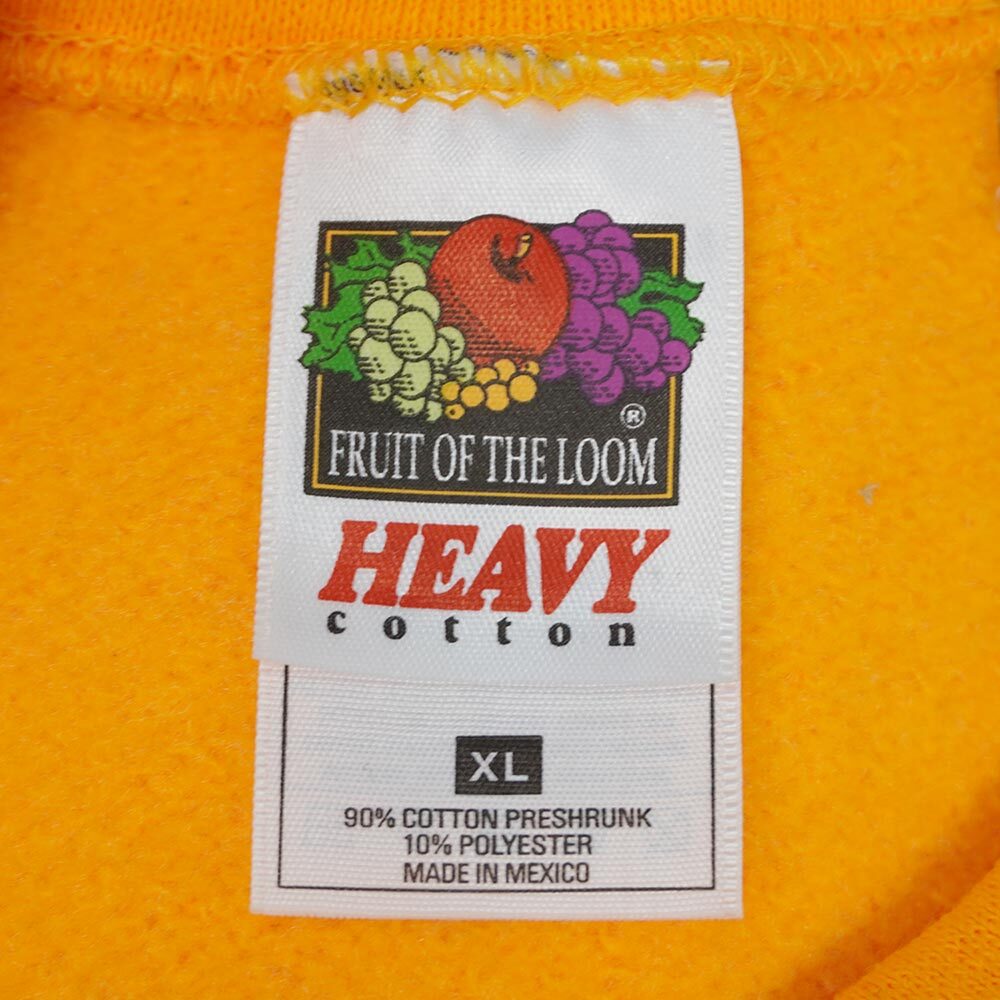 ®
FRUIT OF THE LOOM
HEAVY
cotton
XL
90% COTTON PRESHRUNK
10% POLYESTER
MADE IN MEXICO